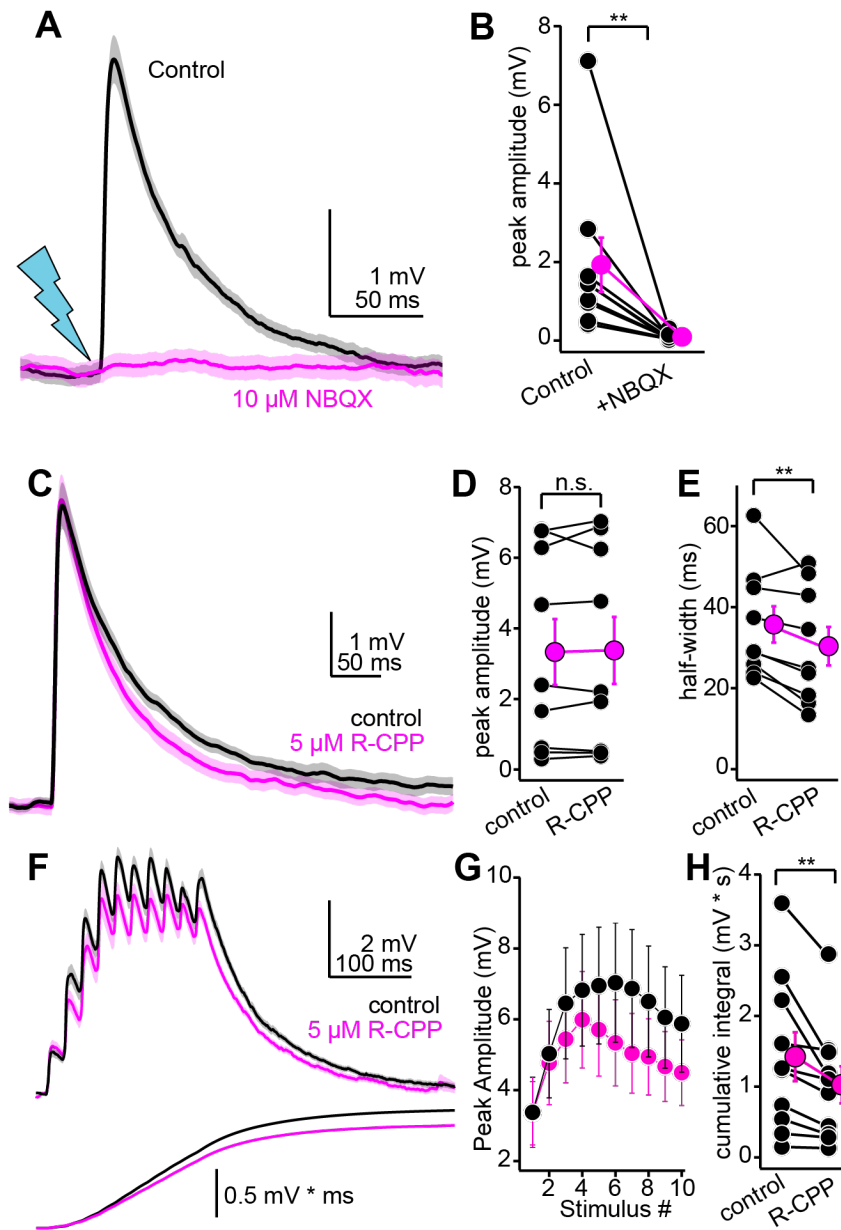 A
Control
1 mV
50 ms
10 µM NBQX
B
**
8
6
4
2
0
peak amplitude (mV)
Control
+NBQX
C
1 mV
50 ms
control
5 µM R-CPP
D
n.s.
8
6
4
2
0
peak amplitude (mV)
control
R-CPP
E
**
60
40
20
0
half-width (ms)
control
R-CPP
F
2 mV
100 ms
control
5 µM R-CPP
0.5 mV * ms
G
10
8
6
4
2
Peak Amplitude (mV)
2 4 6 8 10
Stimulus #
H
**
4
3
2
1
0
cumulative integral (mV * s)
control
R-CPP